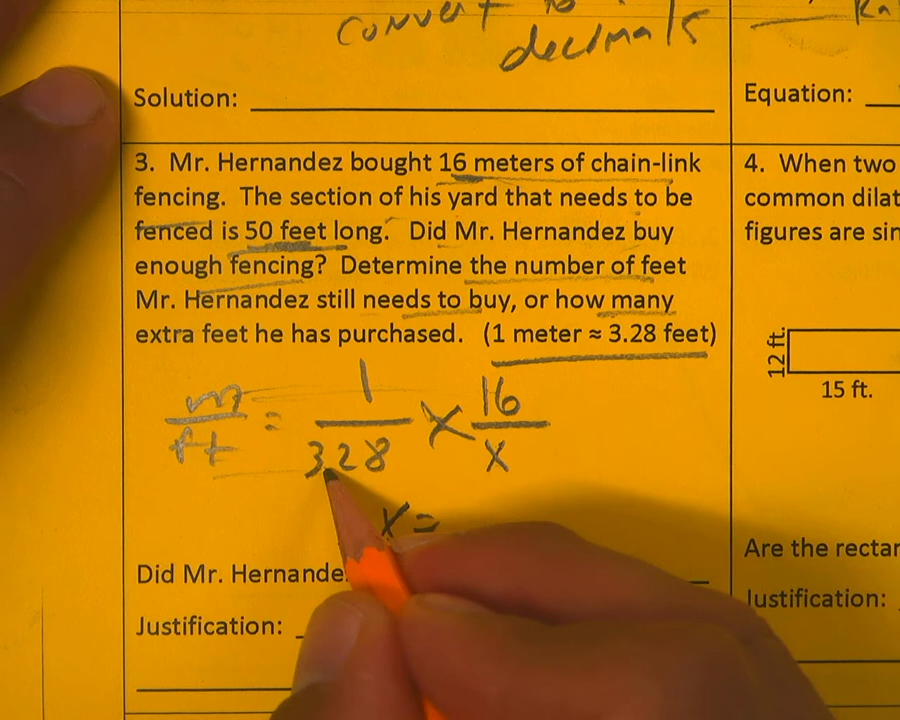 convert to
decimals
Solution:
Equation:
3. Mr. Hernandez bought 16 meters of chain-link
fencing. The section of his yard that needs to be
fenced is 50 feet long. Did Mr. Hernandez buy
enough fencing? Determine the number of feet
Mr. Hernandez still needs to buy, or how many
extra feet he has purchased. (1 meter ≈ 3.28 feet)
4. When two
common dilat
figures are sim
12 ft.
15 ft.
m/ft = 1/3.28 X 16/x
x =
Did Mr. Hernande
Justification:
Are the rectan
Justification: